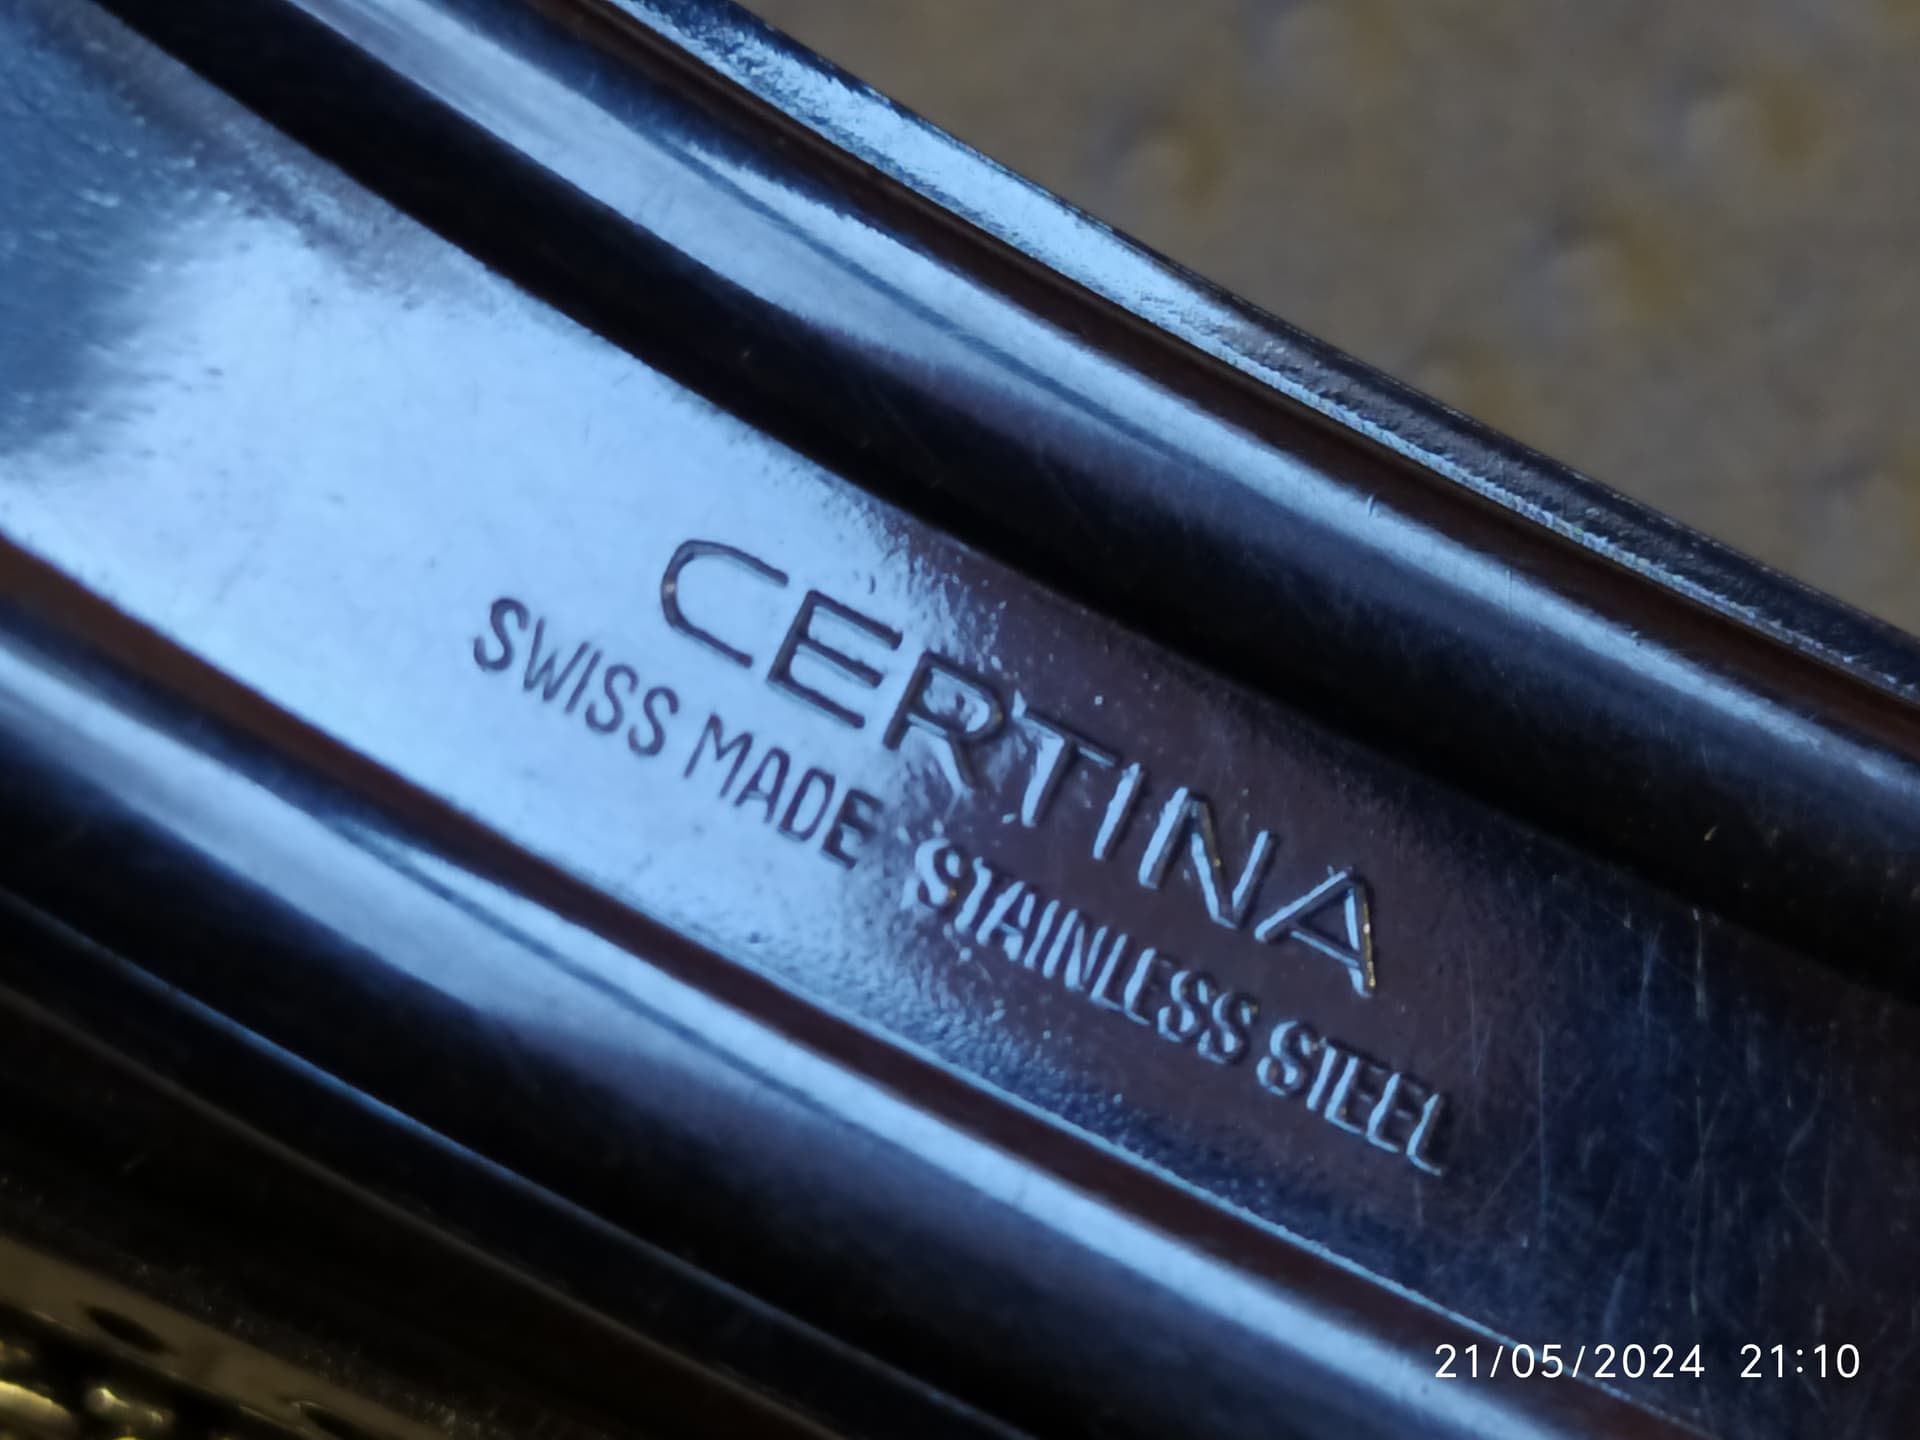 CERTINA
SWISS MADE STAINLESS STEEL
21/05/2024 21:10